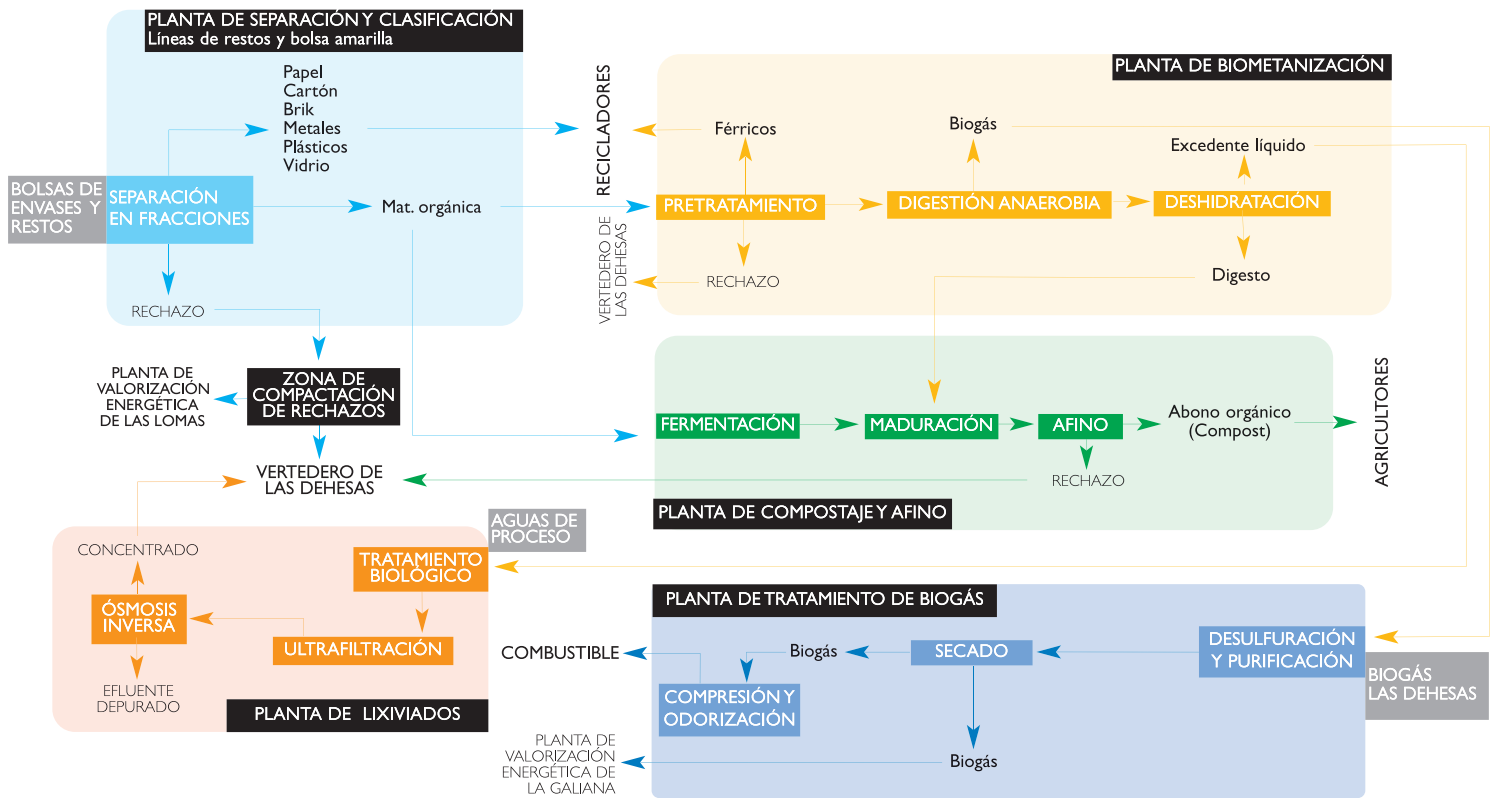 PLANTA DE SEPARACIÓN Y CLASIFICACIÓN
Líneas de restos y bolsa amarilla
Papel
Cartón
Brik
Metales
Plásticos
Vidrio
BOLSAS DE
ENVASES Y
RESTOS
SEPARACIÓN
EN FRACCIONES
Mat. orgánica
RECHAZO
RECICLADORES
VERTEDERO DE
LAS DEHESAS
PLANTA DE BIOMETANIZACIÓN
Férricos
Biogás
Excedente líquido
PRETRATAMIENTO
DIGESTIÓN ANAEROBIA
DESHIDRATACIÓN
RECHAZO
Digesto
PLANTA DE
VALORIZACIÓN
ENERGÉTICA
DE LAS LOMAS
ZONA DE
COMPACTACIÓN
DE RECHAZOS
VERTEDERO DE
LAS DEHESAS
FERMENTACIÓN
MADURACIÓN
AFINO
Abono orgánico
(Compost)
AGRICULTORES
RECHAZO
PLANTA DE COMPOSTAJE Y AFINO
AGUAS DE
PROCESO
CONCENTRADO
TRATAMIENTO
BIOLÓGICO
ÓSMOSIS
INVERSA
ULTRAFILTRACIÓN
EFLUENTE
DEPURADO
PLANTA DE LIXIVIADOS
PLANTA DE TRATAMIENTO DE BIOGÁS
COMBUSTIBLE
Biogás
SECADO
DESULFURACIÓN
Y PURIFICACIÓN
BIOGÁS
LAS DEHESAS
COMPRESIÓN Y
ODORIZACIÓN
PLANTA DE
VALORIZACIÓN
ENERGÉTICA DE
LA GALIANA
Biogás